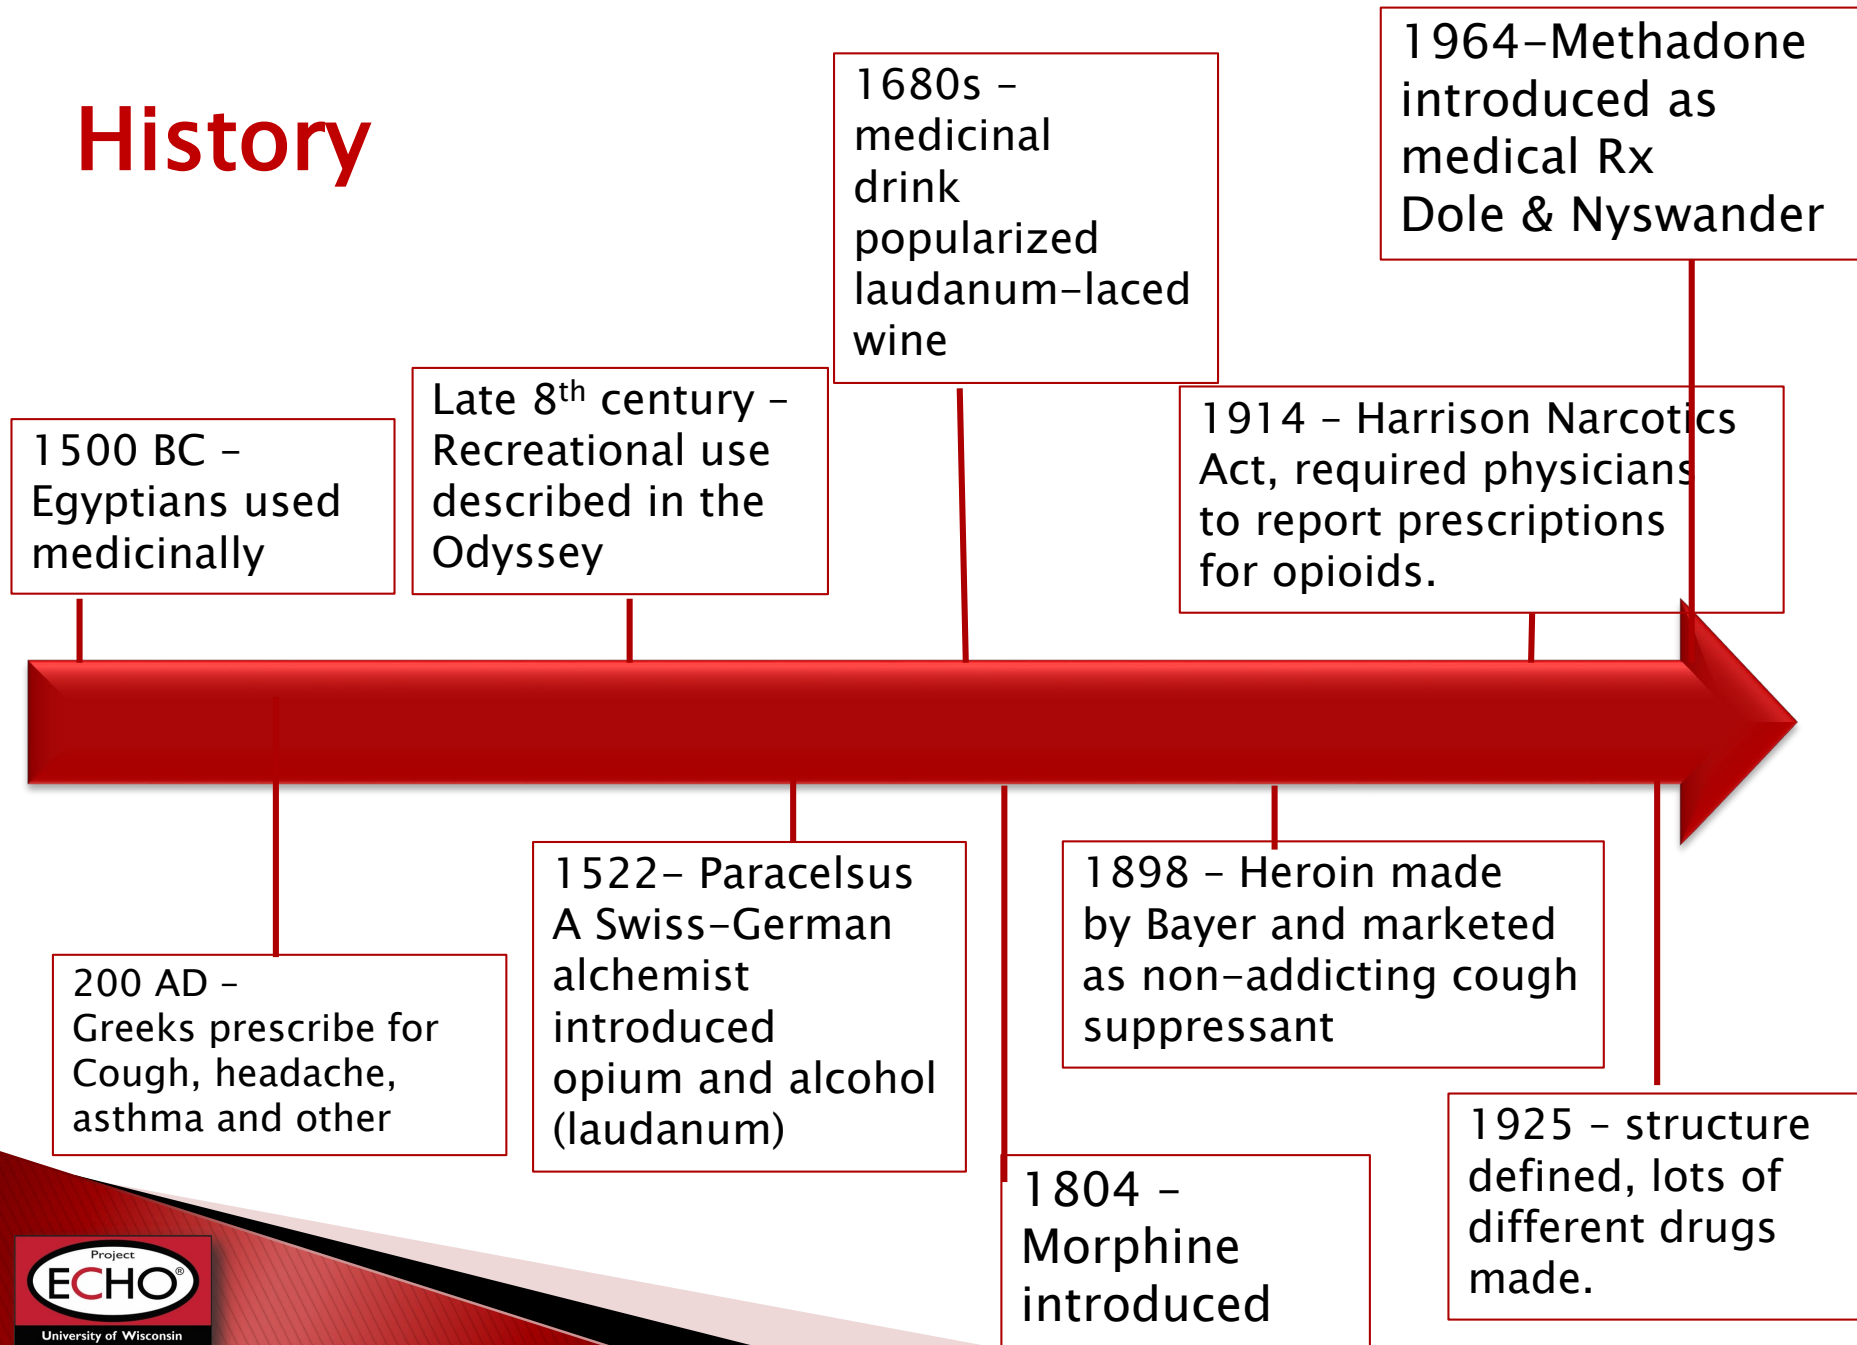 History
1500 BC –
Egyptians used
medicinally
Late 8th century –
Recreational use
described in the
Odyssey
1680s –
medicinal
drink
popularized
laudanum-laced
wine
1914 – Harrison Narcotics
Act, required physicians
to report prescriptions
for opioids.
1964-Methadone
introduced as
medical Rx
Dole & Nyswander
200 AD –
Greeks prescribe for
Cough, headache,
asthma and other
1522- Paracelsus
A Swiss-German
alchemist
introduced
opium and alcohol
(laudanum)
1804 –
Morphine
introduced
1898 – Heroin made
by Bayer and marketed
as non-addicting cough
suppressant
1925 – structure
defined, lots of
different drugs
made.
Project
ECHO®
University of Wisconsin